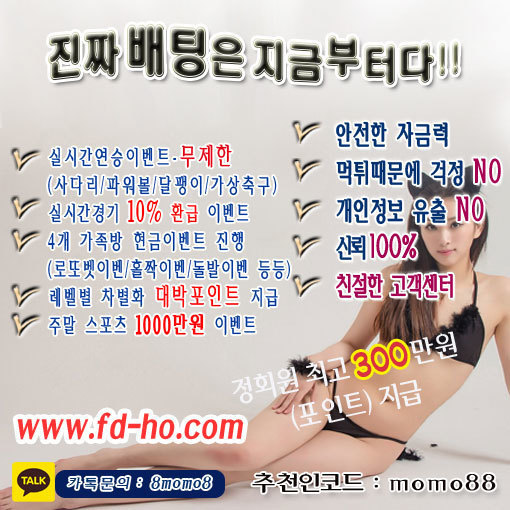 진짜 배팅은 지금부터다!!
실시간연승이벤트-무제한
(사다리/파워볼/달팽이/가상축구)
실시간경기 10% 환급 이벤트
4개 가족방 현금이벤트 진행
(로또벳이벤/홀짝이벤/돌발이벤 등등)
레벨별 차별화 대박포인트 지급
주말 스포츠 1000만원 이벤트
안전한 자금력
먹튀때문에 걱정 NO
개인정보 유출 NO
신뢰100%
친절한 고객센터
정회원 최고 300만원
(포인트) 지급
www.fd-ho.com
TALK 카톡문의 : 8momo8
추천인코드 : momo88